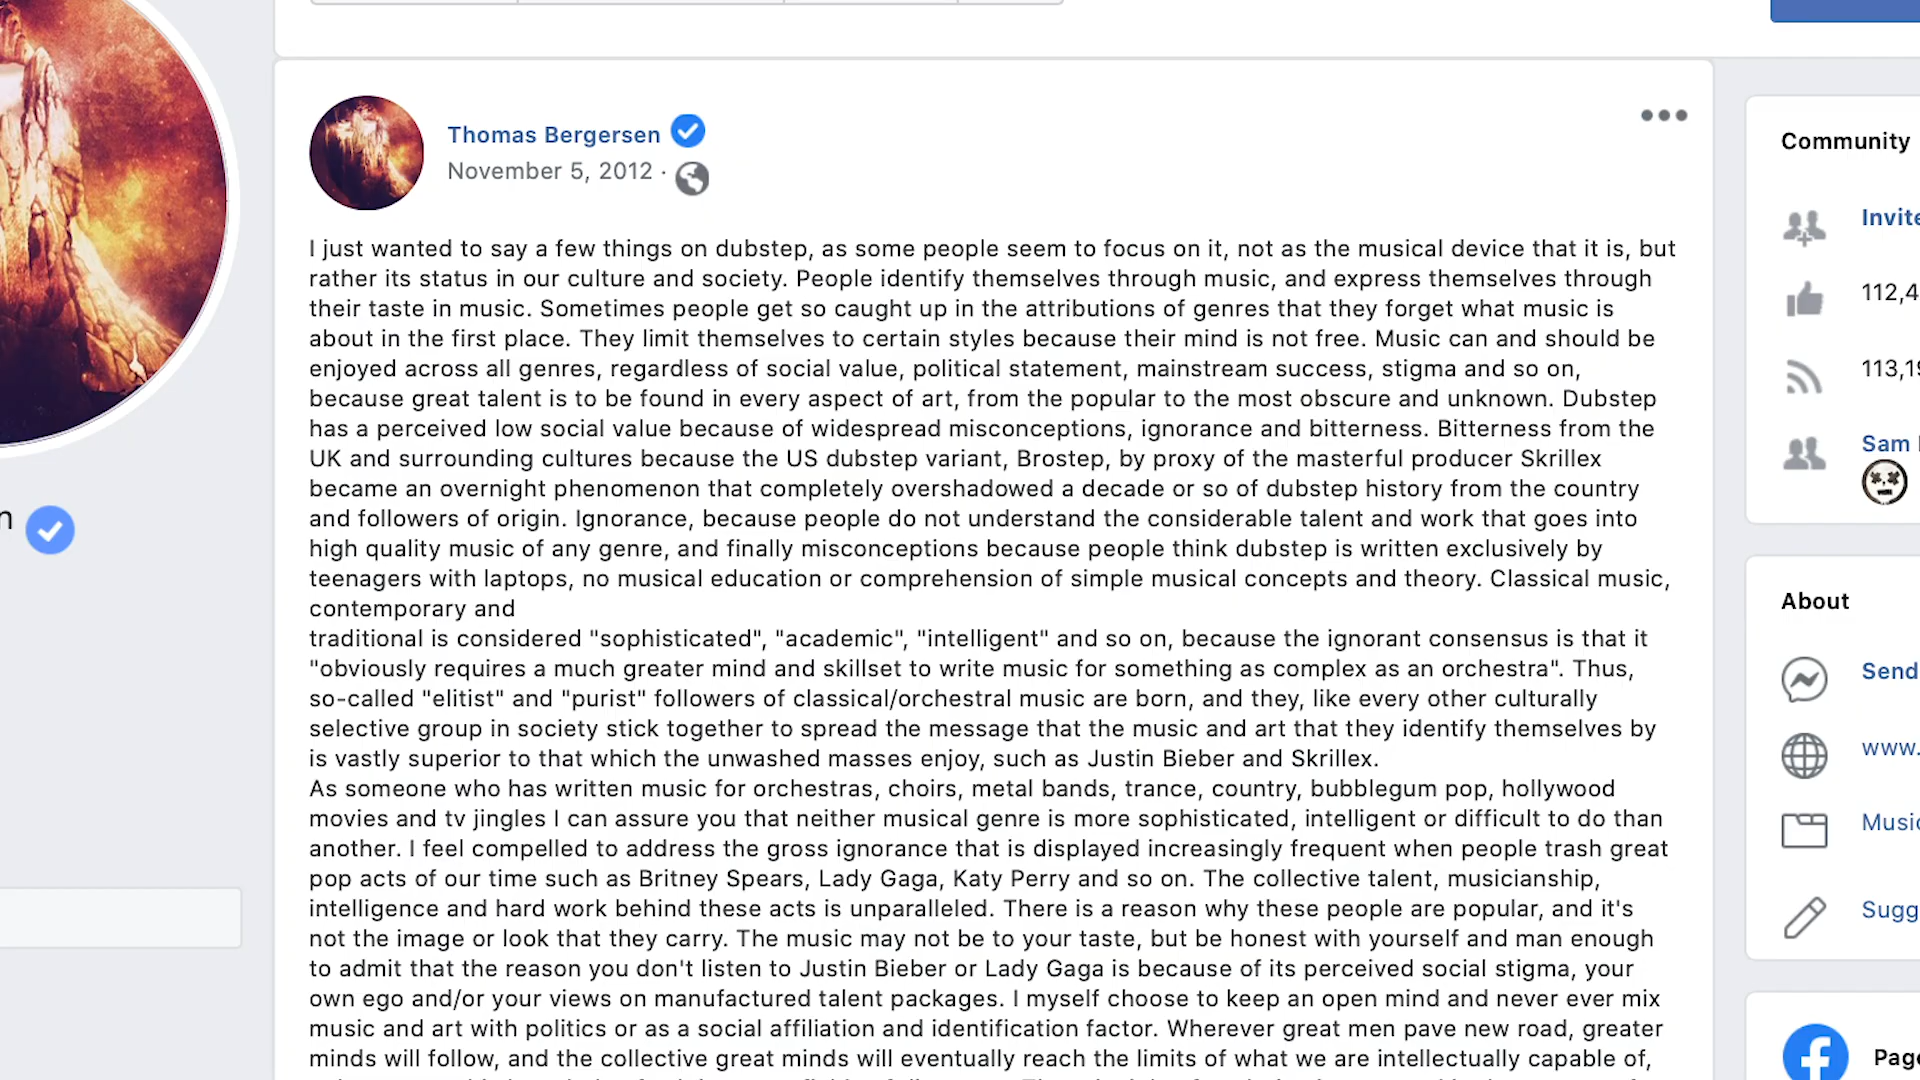 Thomas Bergersen
November 5, 2012 ·
I just wanted to say a few things on dubstep, as some people seem to focus on it, not as the musical device that it is, but
rather its status in our culture and society. People identify themselves through music, and express themselves through
their taste in music. Sometimes people get so caught up in the attributions of genres that they forget what music is
about in the first place. They limit themselves to certain styles because their mind is not free. Music can and should be
enjoyed across all genres, regardless of social value, political statement, mainstream success, stigma and so on,
because great talent is to be found in every aspect of art, from the popular to the most obscure and unknown. Dubstep
has a perceived low social value because of widespread misconceptions, ignorance and bitterness. Bitterness from the
UK and surrounding cultures because the US dubstep variant, Brostep, by proxy of the masterful producer Skrillex
became an overnight phenomenon that completely overshadowed a decade or so of dubstep history from the country
and followers of origin. Ignorance, because people do not understand the considerable talent and work that goes into
high quality music of any genre, and finally misconceptions because people think dubstep is written exclusively by
teenagers with laptops, no musical education or comprehension of simple musical concepts and theory. Classical music,
contemporary and
traditional is considered "sophisticated", "academic", "intelligent" and so on, because the ignorant consensus is that it
"obviously requires a much greater mind and skillset to write music for something as complex as an orchestra". Thus,
so-called "elitist" and "purist" followers of classical/orchestral music are born, and they, like every other culturally
selective group in society stick together to spread the message that the music and art that they identify themselves by
is vastly superior to that which the unwashed masses enjoy, such as Justin Bieber and Skrillex.
As someone who has written music for orchestras, choirs, metal bands, trance, country, bubblegum pop, hollywood
movies and tv jingles I can assure you that neither musical genre is more sophisticated, intelligent or difficult to do than
another. I feel compelled to address the gross ignorance that is displayed increasingly frequent when people trash great
pop acts of our time such as Britney Spears, Lady Gaga, Katy Perry and so on. The collective talent, musicianship,
intelligence and hard work behind these acts is unparalleled. There is a reason why these people are popular, and it's
not the image or look that they carry. The music may not be to your taste, but be honest with yourself and man enough
to admit that the reason you don't listen to Justin Bieber or Lady Gaga is because of its perceived social stigma, your
own ego and/or your views on manufactured talent packages. I myself choose to keep an open mind and never ever mix
music and art with politics or as a social affiliation and identification factor. Wherever great men pave new road, greater
minds will follow, and the collective great minds will eventually reach the limits of what we are intellectually capable of,
n
Community
Invite
112,4
113,19
Sam
About
Send
www.
Music
Sugg
Page